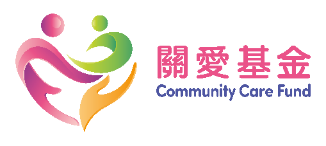 關愛基金
Community Care Fund